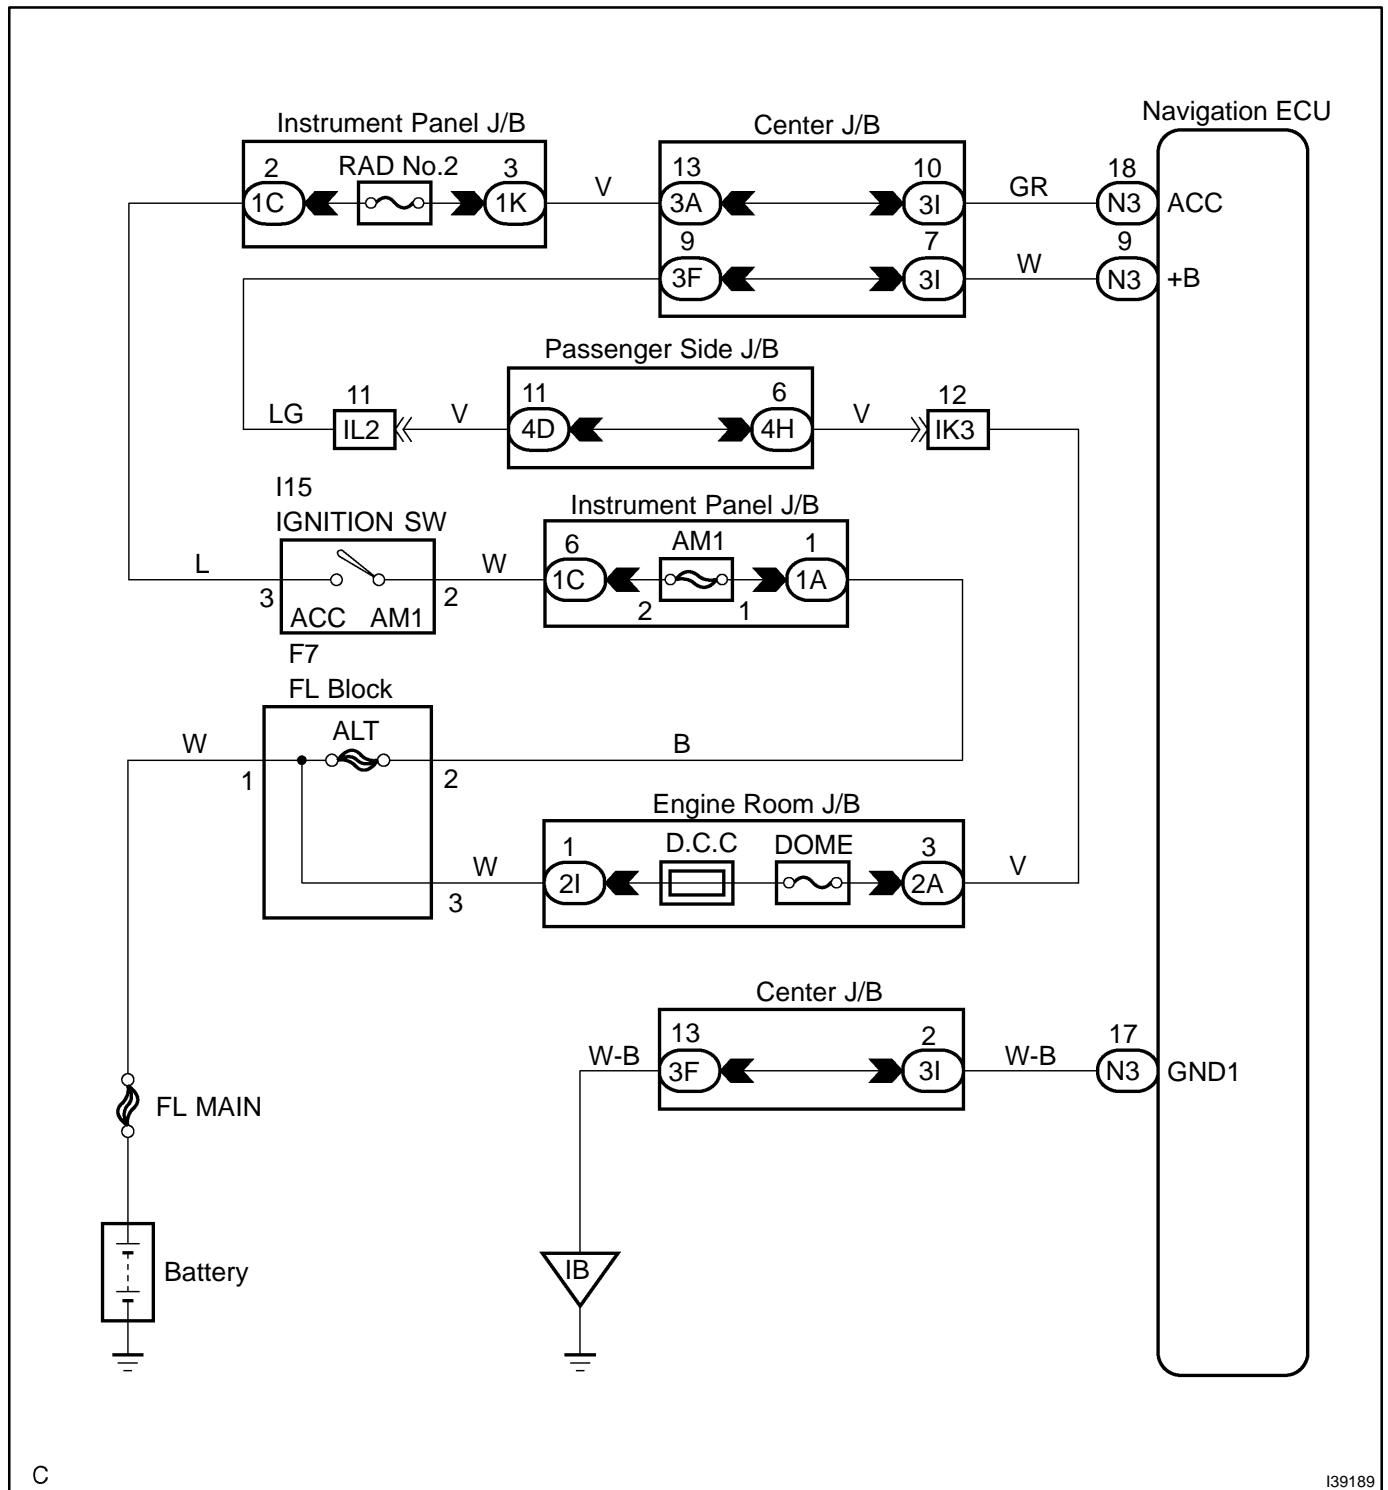 Navigation ECU
Instrument Panel J/B
Center J/B
2
RAD No.2
3
13
10
18
1C
1K
V
3A
3I
GR
N3
ACC
9
7
9
3F
3I
W
N3
+B
Passenger Side J/B
11
11
6
12
LG
IL2
V
4D
4H
V
IK3
I15
IGNITION SW
Instrument Panel J/B
6
AM1
1
L
W
1C
1A
3
2
2
1
ACC
AM1
F7
FL Block
W
ALT
B
1
2
Engine Room J/B
1
D.C.C
DOME
3
W
2I
2A
V
3
Center J/B
13
2
17
W-B
3F
3I
W-B
N3
GND1
FL MAIN
IB
Battery
C
I39189